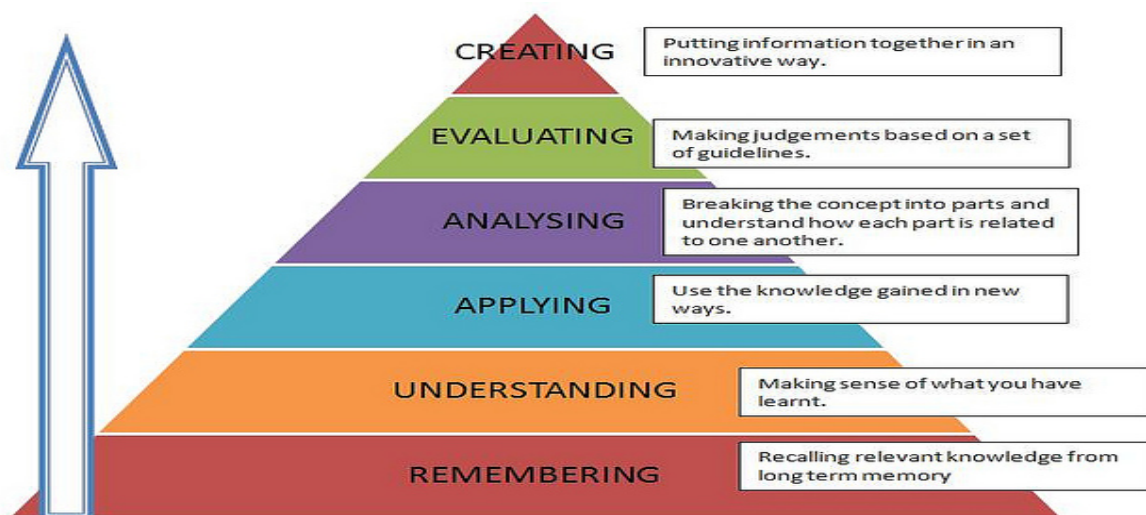 CREATING
Putting information together in an
innovative way.
EVALUATING
Making judgements based on a set
of guidelines.
ANALYSING
Breaking the concept into parts and
understand how each part is related
to one another.
APPLYING
Use the knowledge gained in new
ways.
UNDERSTANDING
Making sense of what you have
learnt.
REMEMBERING
Recalling relevant knowledge from
long term memory